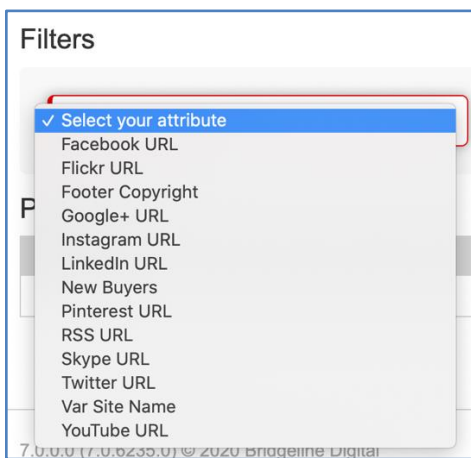 Filters
✓ Select your attribute
Facebook URL
Flickr URL
Footer Copyright
Google+ URL
Instagram URL
LinkedIn URL
New Buyers
Pinterest URL
RSS URL
Skype URL
Twitter URL
Var Site Name
YouTube URL
7.0.0.0 (7.0.6235.0) © 2020 Bridgeline Digital